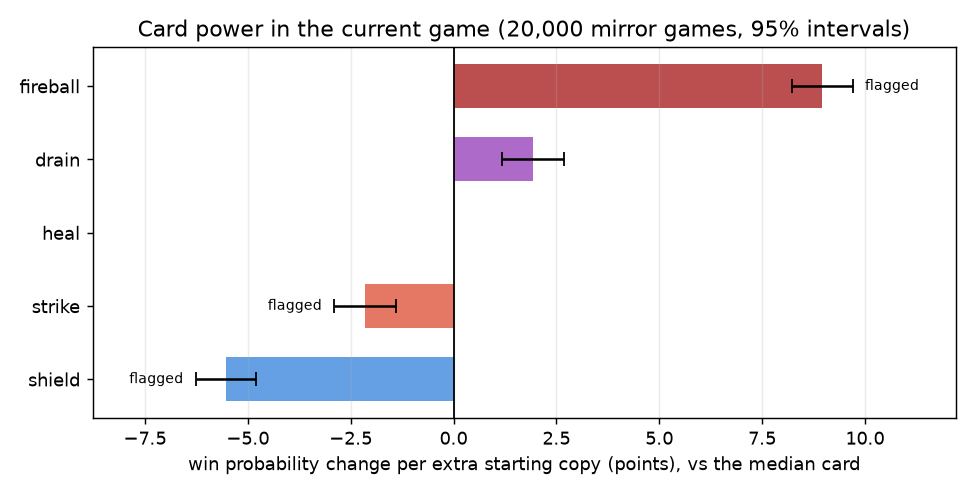 Card power in the current game (20,000 mirror games, 95% intervals)
fireball
flagged
drain
heal
strike
flagged
shield
flagged
−7.5 −5.0 −2.5 0.0 2.5 5.0 7.5 10.0
win probability change per extra starting copy (points), vs the median card